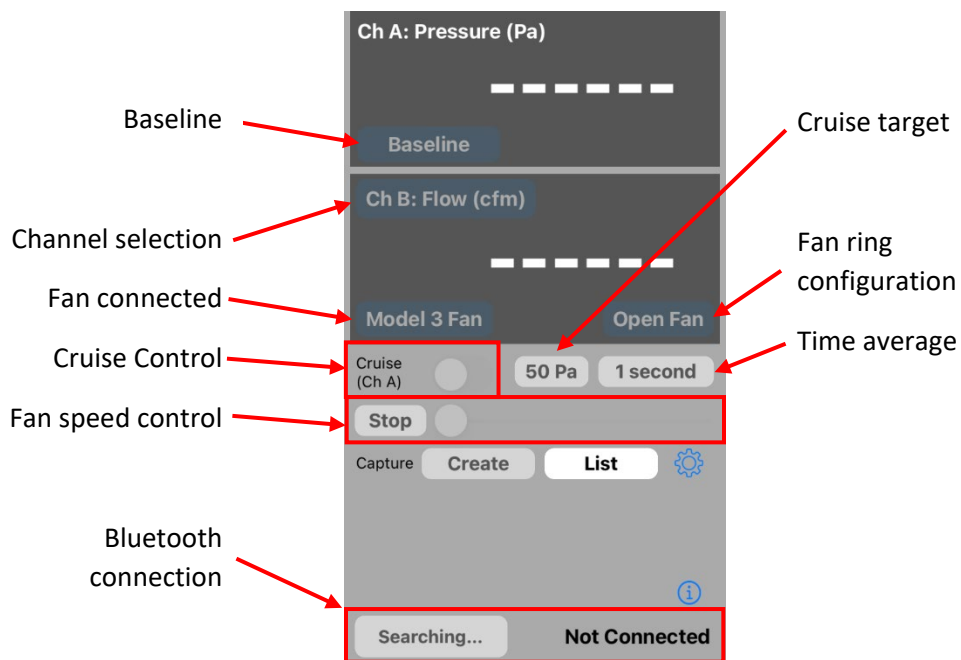 Ch A: Pressure (Pa)
Baseline
Cruise target
Baseline
Ch B: Flow (cfm)
Channel selection
Fan ring
configuration
Fan connected
Model 3 Fan
Open Fan
Time average
Cruise Control
Cruise
(Ch A)
50 Pa
1 second
Fan speed control
Stop
Capture
Create
List
Bluetooth
connection
Searching...
Not Connected